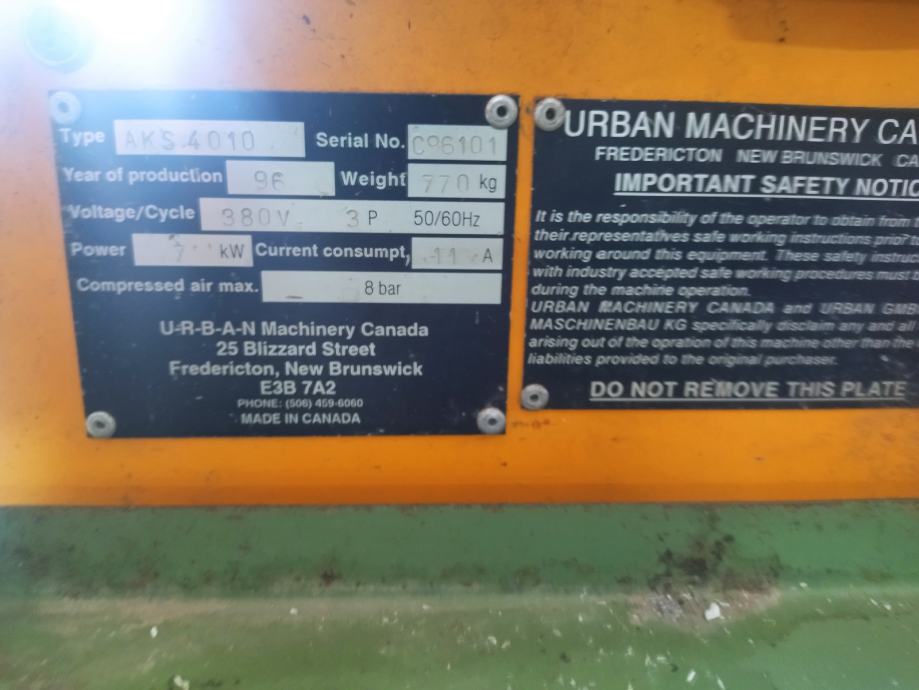 Type AKS 4010 Serial No. C96101
Year of production 96 Weight 770 kg
Voltage/Cycle 380V 3 P 50/60Hz
Power kW Current consumpt, 11 A
Compressed air max. 8 bar
U-R-B-A-N Machinery Canada
25 Blizzard Street
Fredericton, New Brunswick
E3B 7A2
PHONE: (506) 459-6060
MADE IN CANADA
URBAN MACHINERY CA
FREDERICTON NEW BRUNSWICK CA
IMPORTANT SAFETY NOTIC
It is the responsibility of the operator to obtain from
their representatives safe working instructions prior
working around this equipment. These safety instruc
with industry accepted safe working procedures must
during the machine operation.
URBAN MACHINERY CANADA and URBAN GMB
MASCHINENBAU KG specifically disclaim any and all
arising out of the opration of this machine other than the
liabilities provided to the original purchaser.
DO NOT REMOVE THIS PLATE